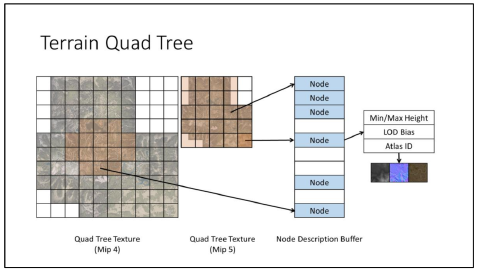 Terrain Quad Tree
Node
Node
Node
Node
Node
Node
Min/Max Height
LOD Bias
Atlas ID
Quad Tree Texture
(Mip 4)
Quad Tree Texture
(Mip 5)
Node Description Buffer